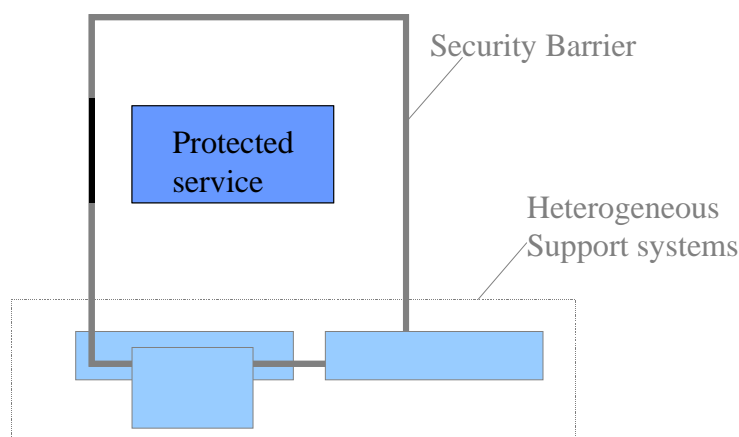 Security Barrier
Protected
service
Heterogeneous
Support systems